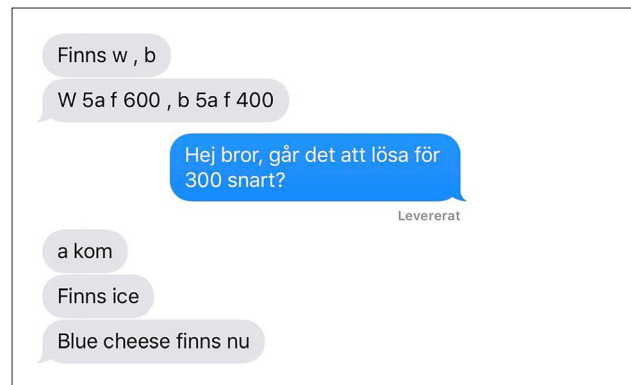 Finns w , b
W 5a f 600 , b 5a f 400
Hej bror, går det att lösa för
300 snart?
Levererat
a kom
Finns ice
Blue cheese finns nu